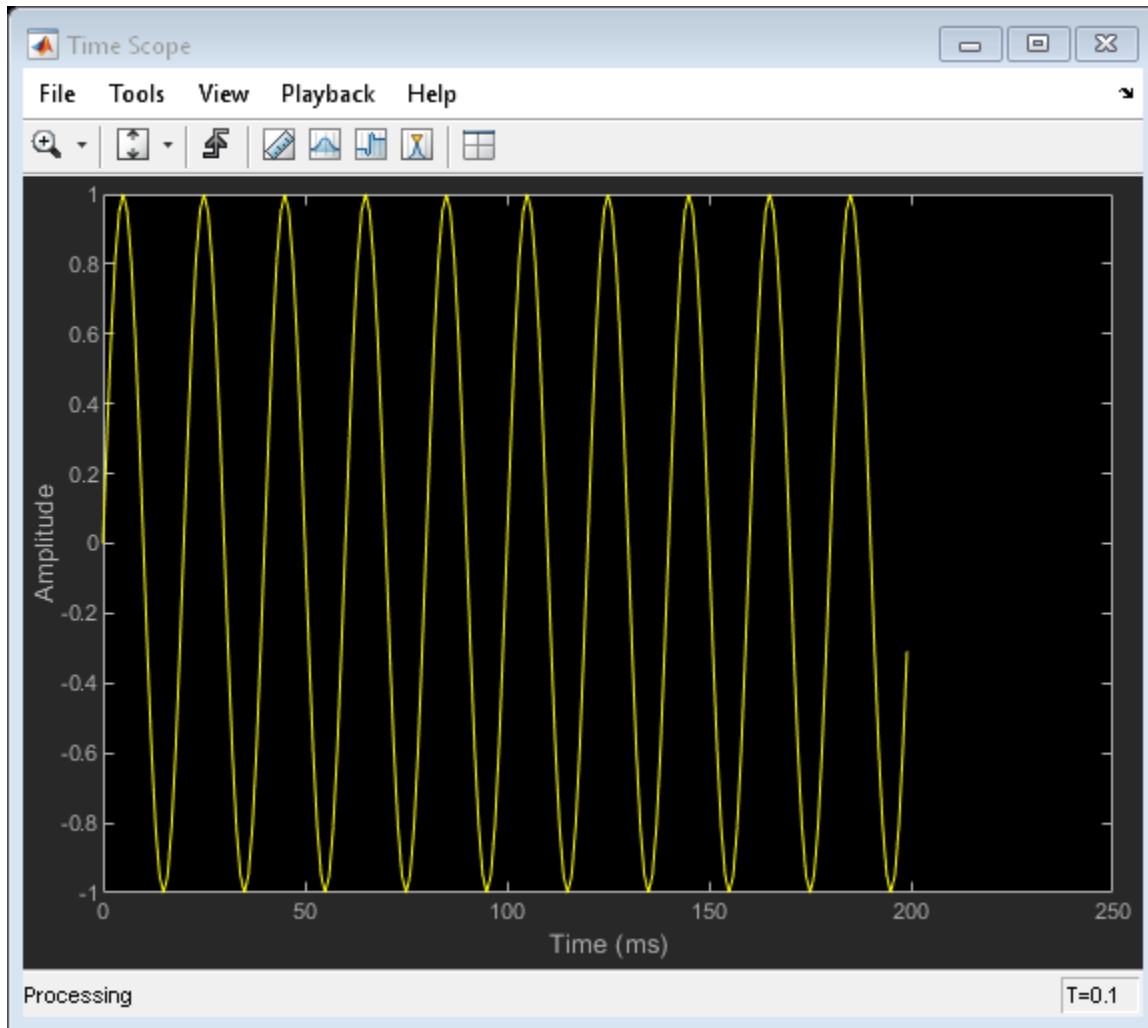 Time Scope
File Tools View Playback Help
1
0.8
0.6
0.4
0.2
0
-0.2
-0.4
-0.6
-0.8
-1
Amplitude
0 50 100 150 200 250
Time (ms)
Processing T=0.1